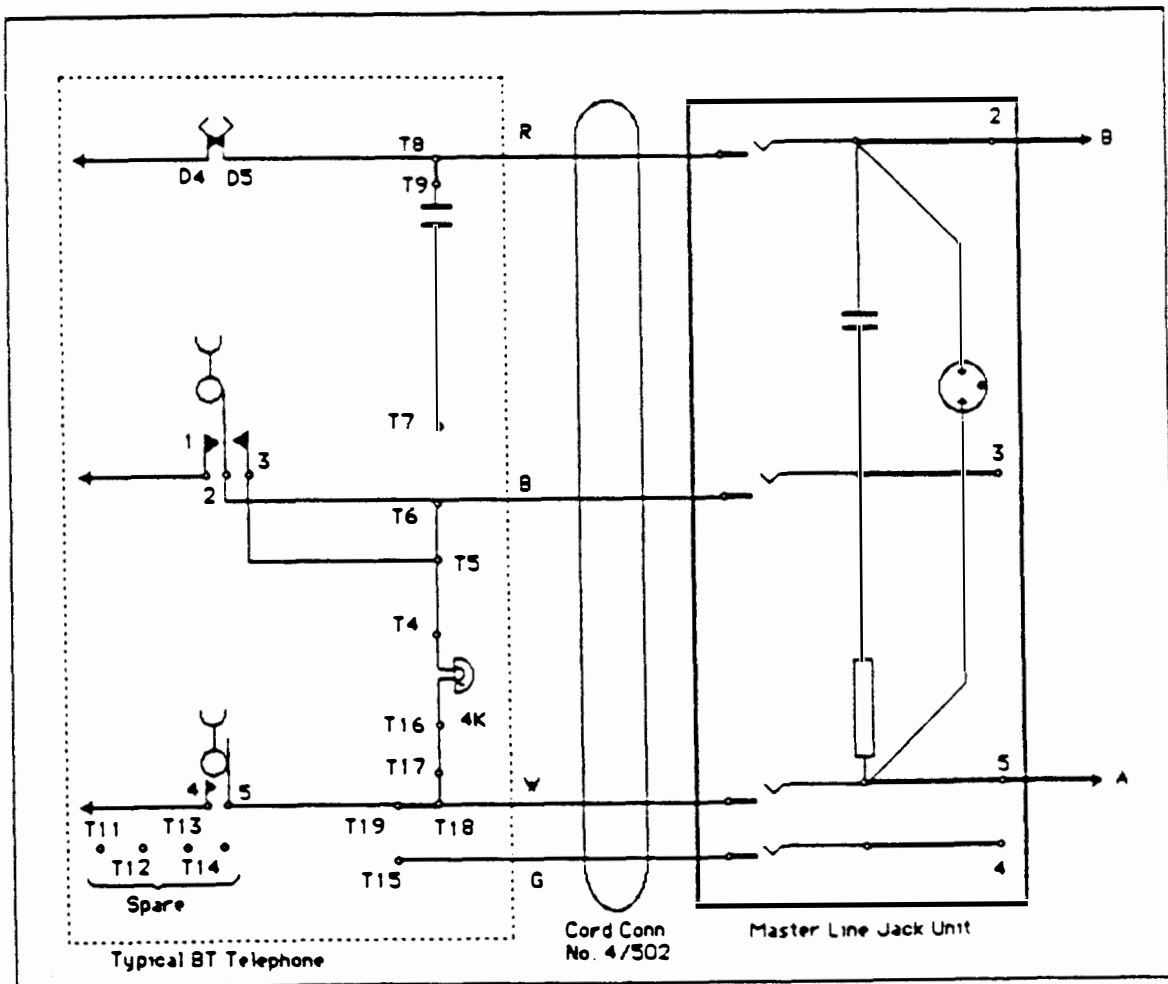 R
2
B
T8
D4 D5
T9
T7
1
3
3
2
B
T6
T5
T4
T16
4K
T17
W
5
A
4
5
T11
T13
T19
T18
T12
T14
T15
G
4
Spare
Cord Conn
No. 4/502
Master Line Jack Unit
Typical BT Telephone